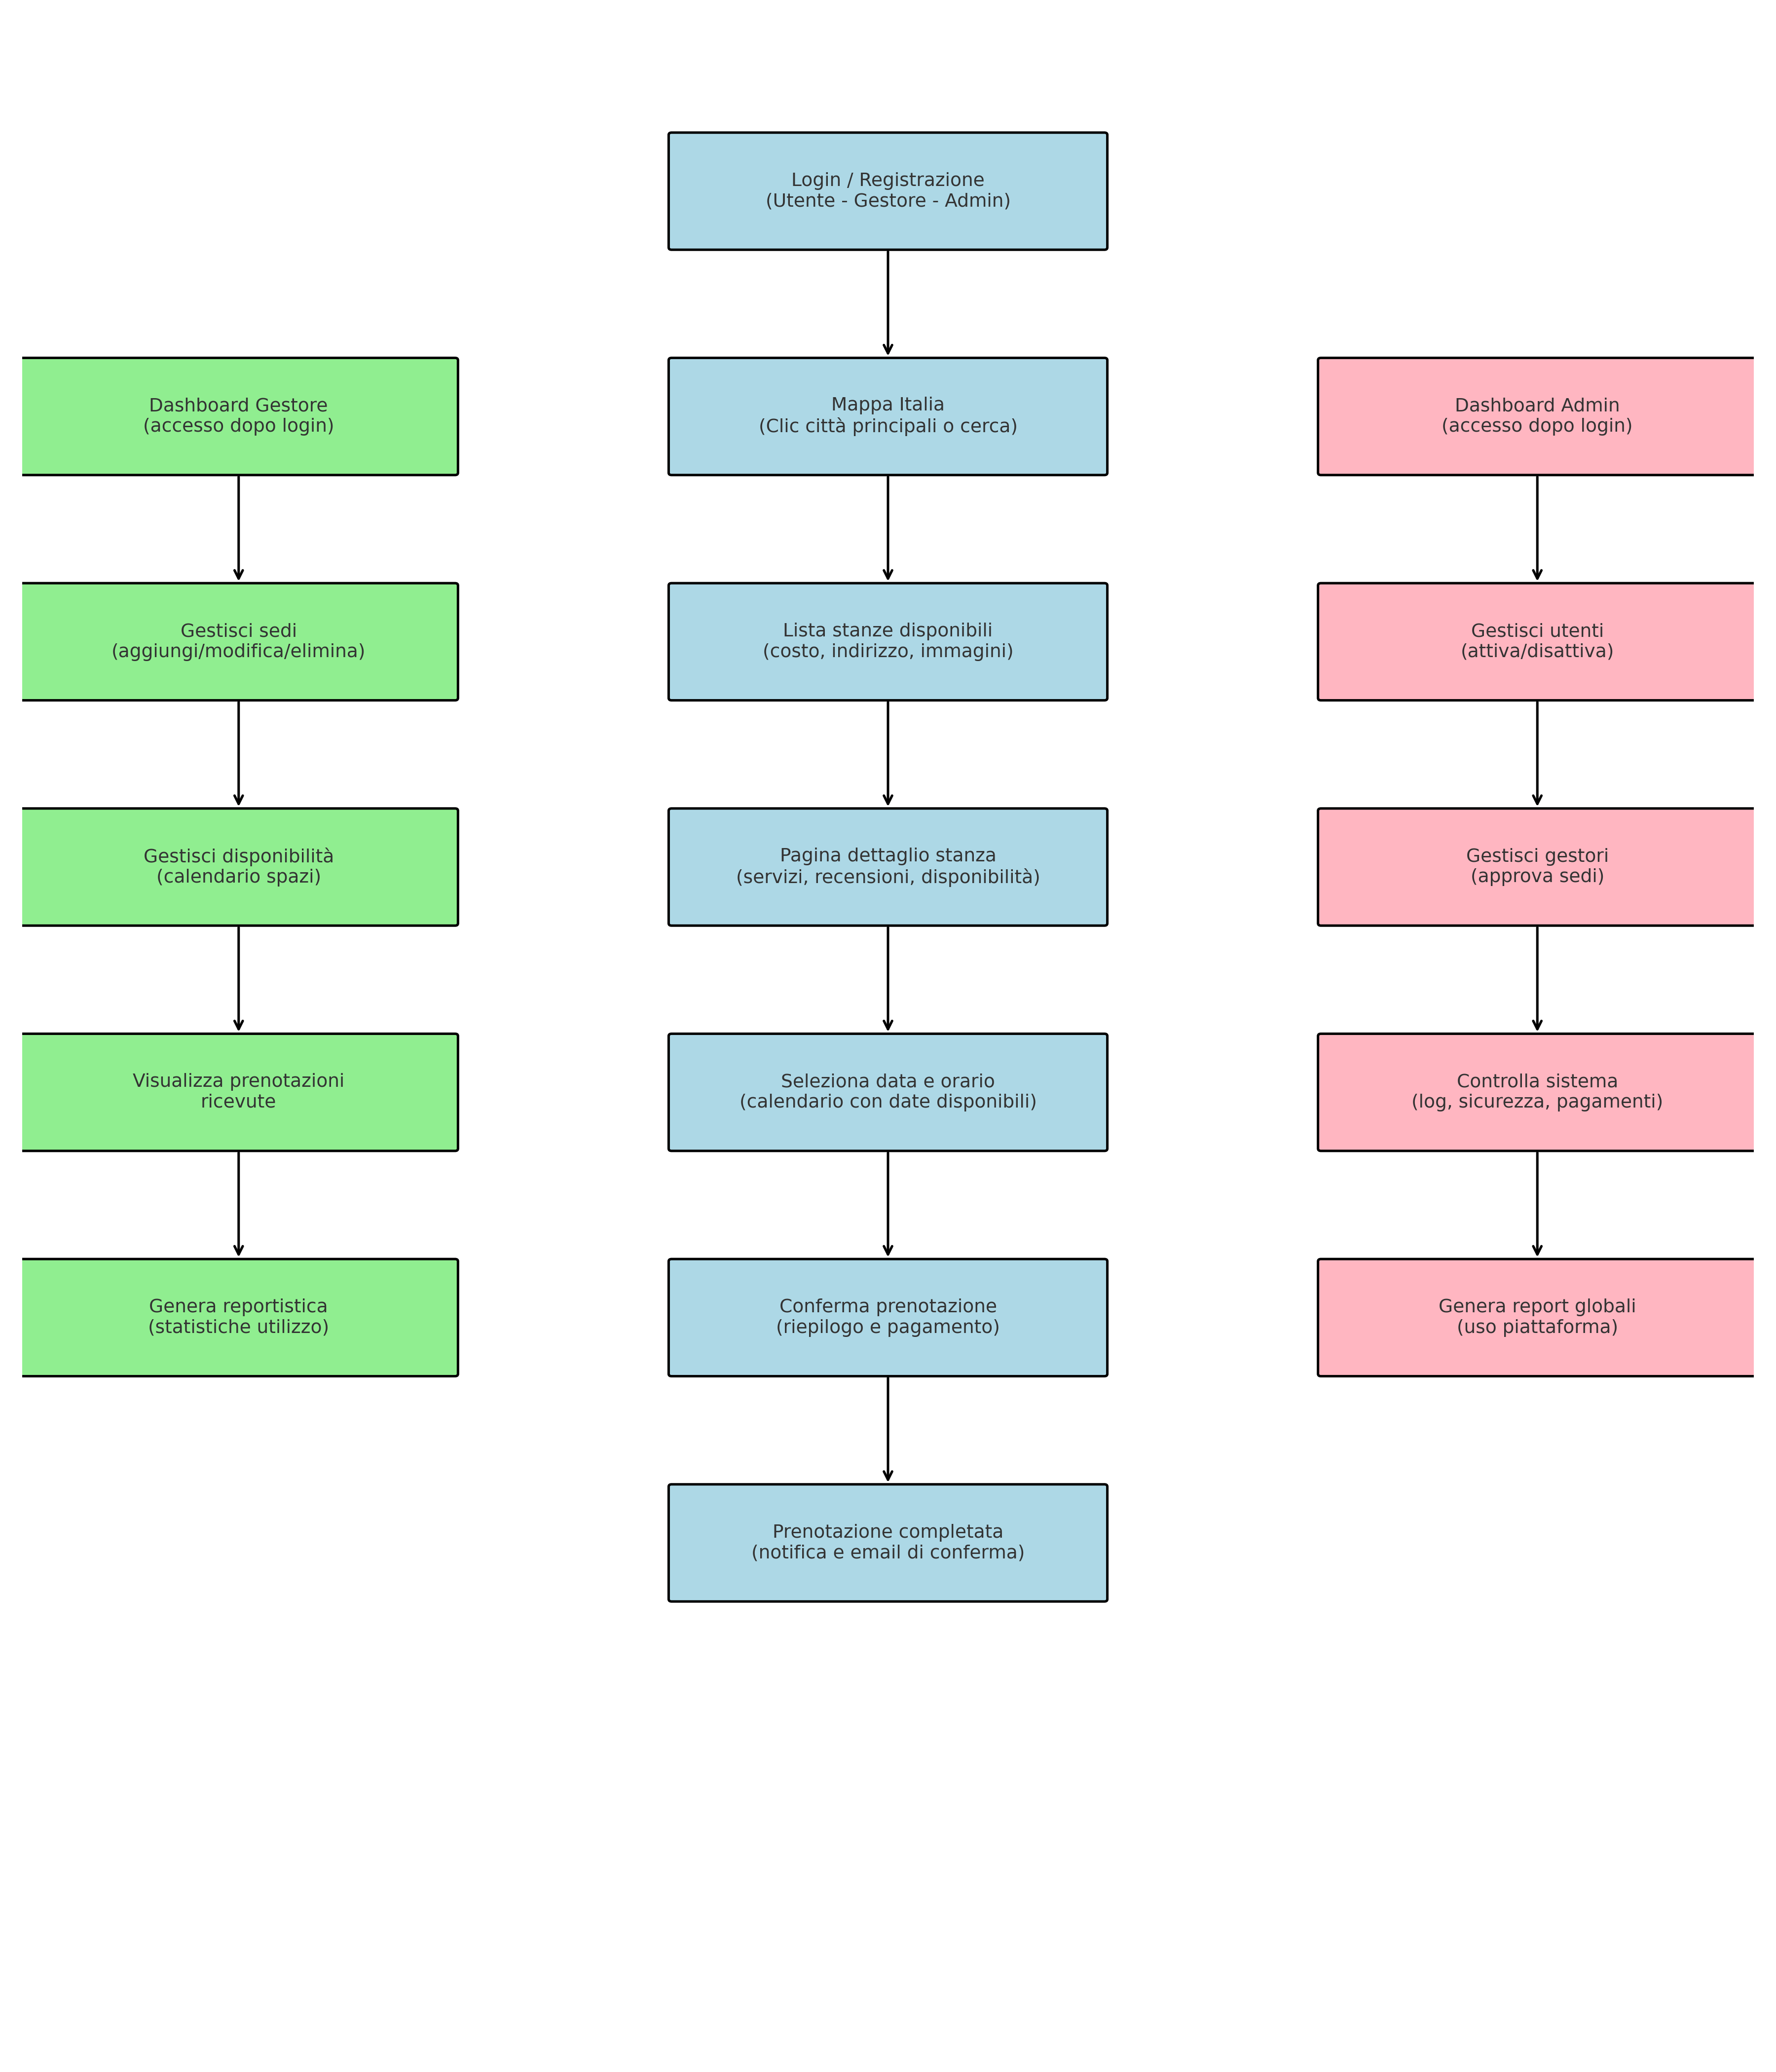 Login / Registrazione
(Utente - Gestore - Admin)
Dashboard Gestore
(accesso dopo login)
Mappa Italia
(Clic città principali o cerca)
Dashboard Admin
(accesso dopo login)
Gestisci sedi
(aggiungi/modifica/elimina)
Lista stanze disponibili
(costo, indirizzo, immagini)
Gestisci utenti
(attiva/disattiva)
Gestisci disponibilità
(calendario spazi)
Pagina dettaglio stanza
(servizi, recensioni, disponibilità)
Gestisci gestori
(approva sedi)
Visualizza prenotazioni
ricevute
Seleziona data e orario
(calendario con date disponibili)
Controlla sistema
(log, sicurezza, pagamenti)
Genera reportistica
(statistiche utilizzo)
Conferma prenotazione
(riepilogo e pagamento)
Genera report globali
(uso piattaforma)
Prenotazione completata
(notifica e email di conferma)